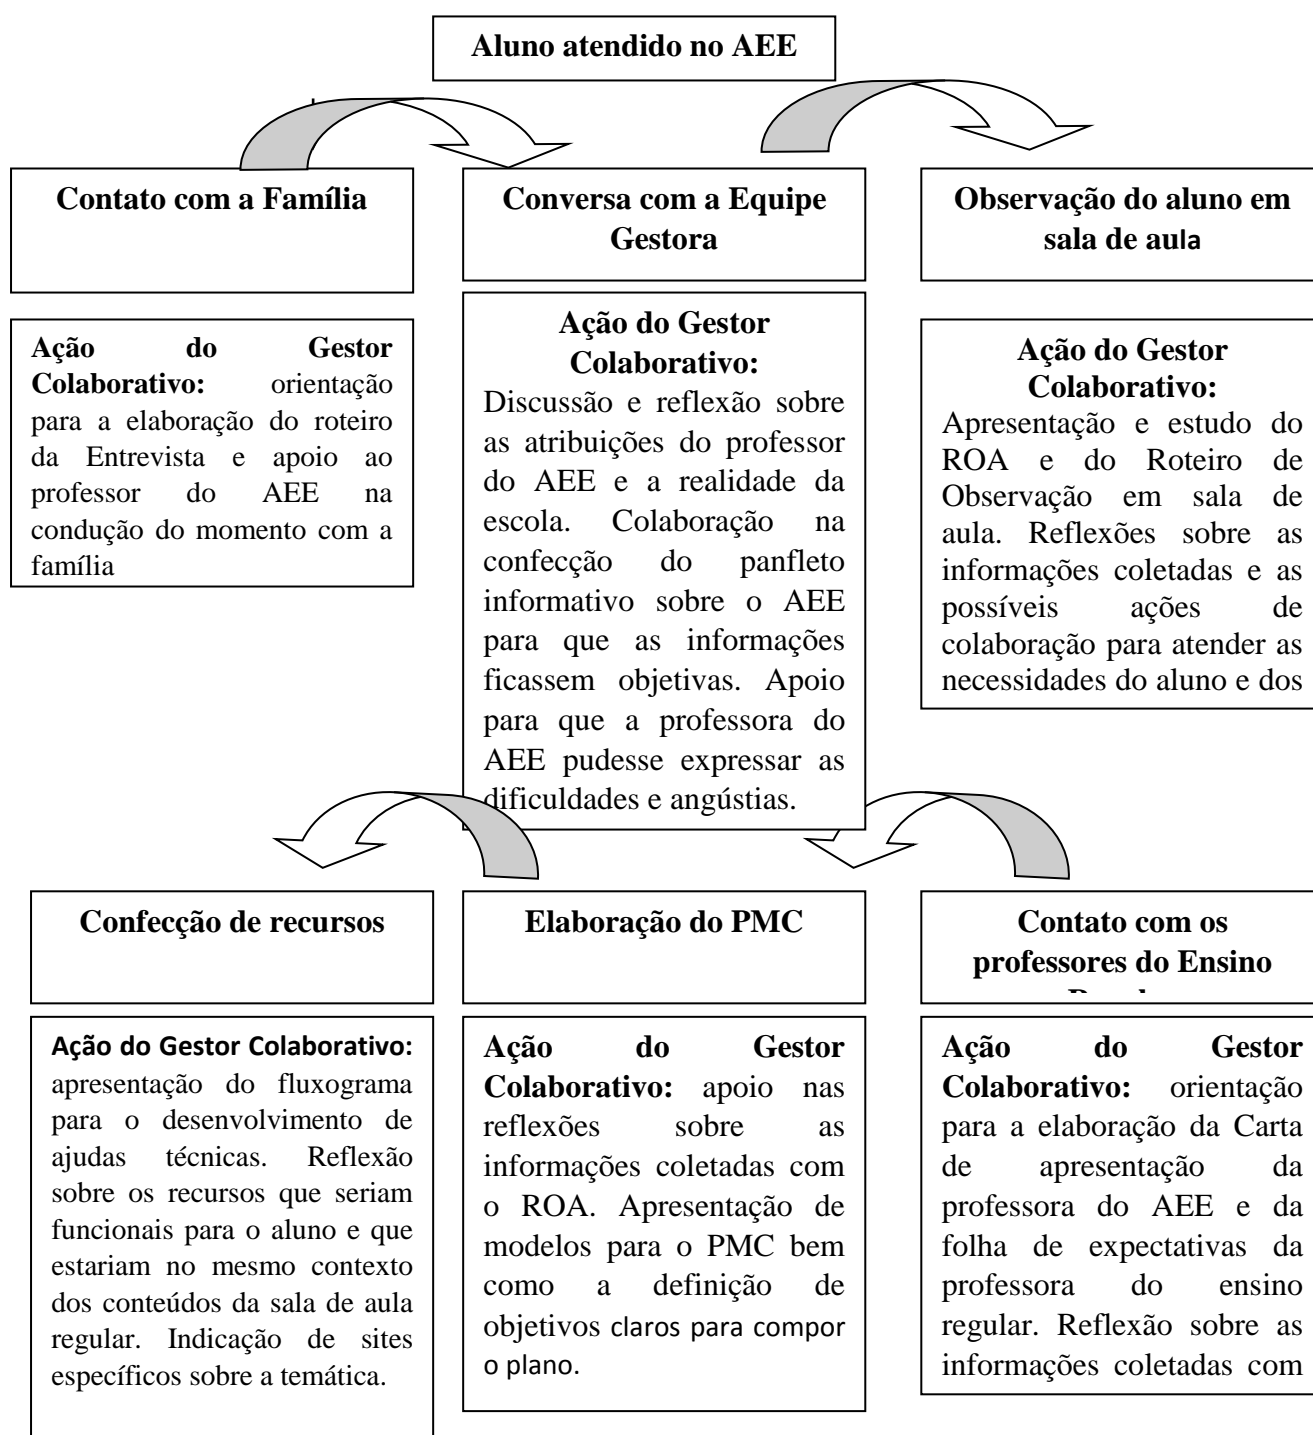 Aluno atendido no AEE
Contato com a Família
Conversa com a Equipe
Gestora
Observação do aluno em
sala de aula
Ação do Gestor
Colaborativo: orientação
para a elaboração do roteiro
da Entrevista e apoio ao
professor do AEE na
condução do momento com a
família
Ação do Gestor
Colaborativo:
Discussão e reflexão sobre
as atribuições do professor
do AEE e a realidade da
escola. Colaboração na
confecção do panfleto
informativo sobre o AEE
para que as informações
ficassem objetivas. Apoio
para que a professora do
AEE pudesse expressar as
dificuldades e angústias.
Ação do Gestor
Colaborativo:
Apresentação e estudo do
ROA e do Roteiro de
Observação em sala de
aula. Reflexões sobre as
informações coletadas e as
possíveis ações de
colaboração para atender as
necessidades do aluno e dos
Confecção de recursos
Elaboração do PMC
Contato com os
professores do Ensino
Ação do Gestor Colaborativo:
apresentação do fluxograma
para o desenvolvimento de
ajudas técnicas. Reflexão
sobre os recursos que seriam
funcionais para o aluno e que
estariam no mesmo contexto
dos conteúdos da sala de aula
regular. Indicação de sites
específicos sobre a temática.
Ação do Gestor
Colaborativo: apoio nas
reflexões sobre as
informações coletadas com
o ROA. Apresentação de
modelos para o PMC bem
como a definição de
objetivos claros para compor
o plano.
Ação do Gestor
Colaborativo: orientação
para a elaboração da Carta
de apresentação da
professora do AEE e da
folha de expectativas da
professora do ensino
regular. Reflexão sobre as
informações coletadas com